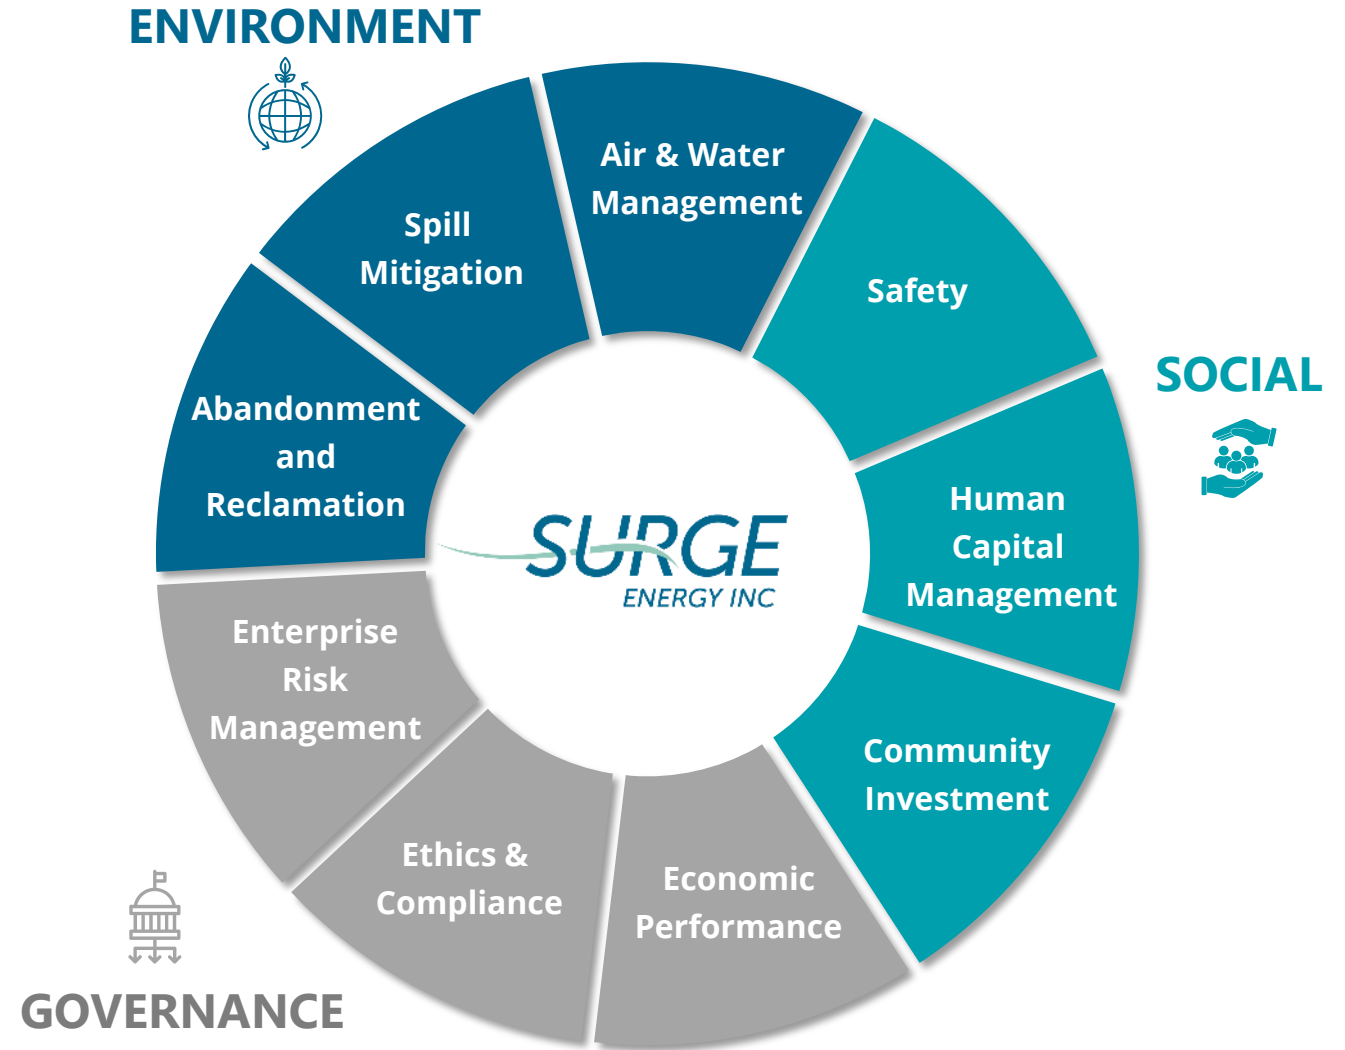 ENVIRONMENT
Air & Water
Management
Spill
Mitigation
Safety
SOCIAL
Abandonment
and
Reclamation
Human
Capital
Management
SURGE
ENERGY INC
Enterprise
Risk
Management
Community
Investment
Ethics &
Compliance
Economic
Performance
GOVERNANCE